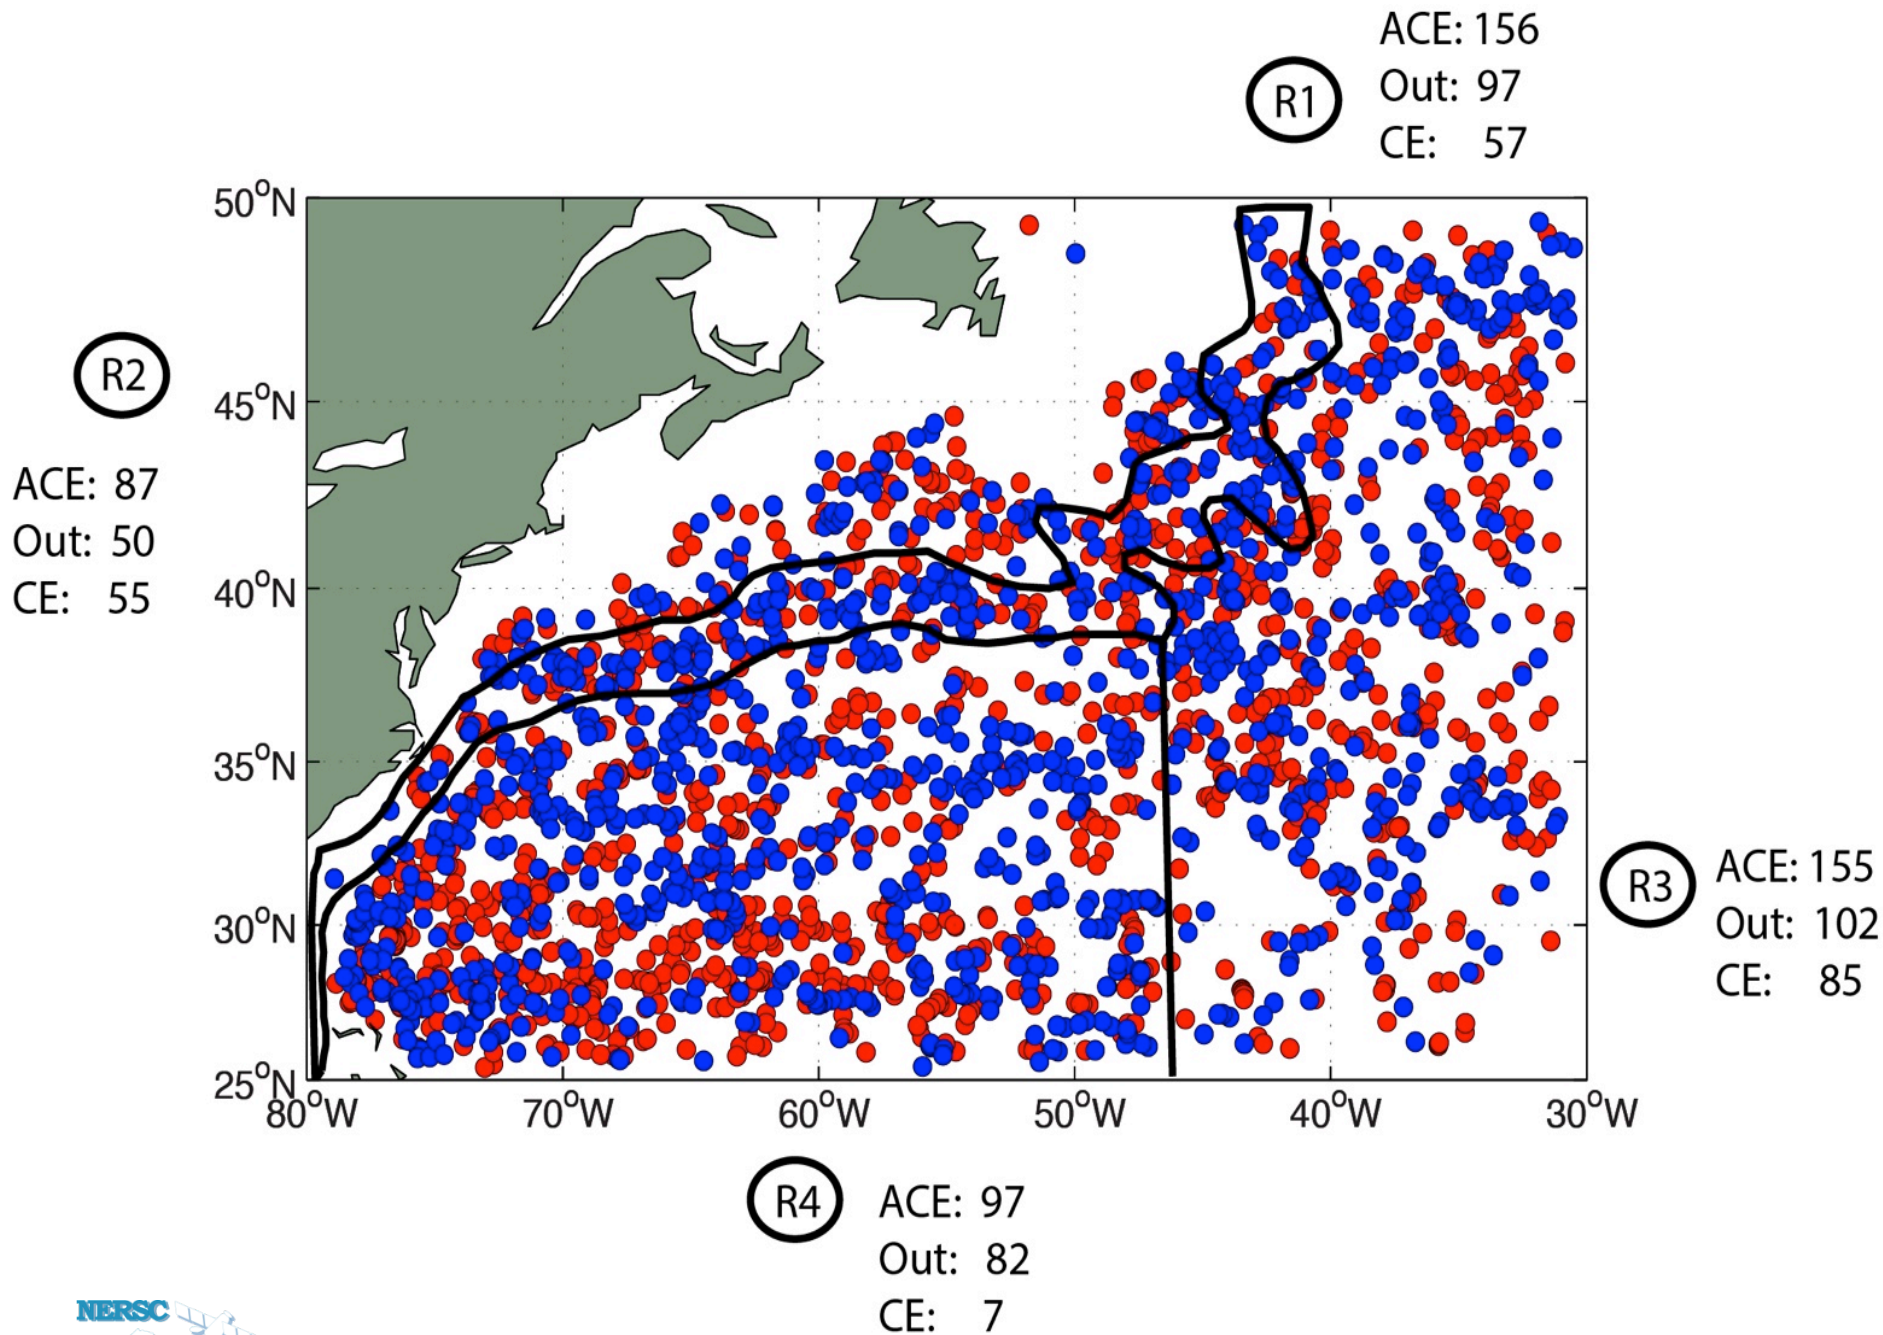 ACE: 156
R1
Out: 97
CE: 57
50°N
R2
45°N
ACE: 87
Out: 50
CE: 55
40°N
35°N
R3
ACE: 155
Out: 102
CE: 85
30°N
25°N
80°W 70°W 60°W 50°W 40°W 30°W
R4
ACE: 97
Out: 82
CE: 7
NERSC